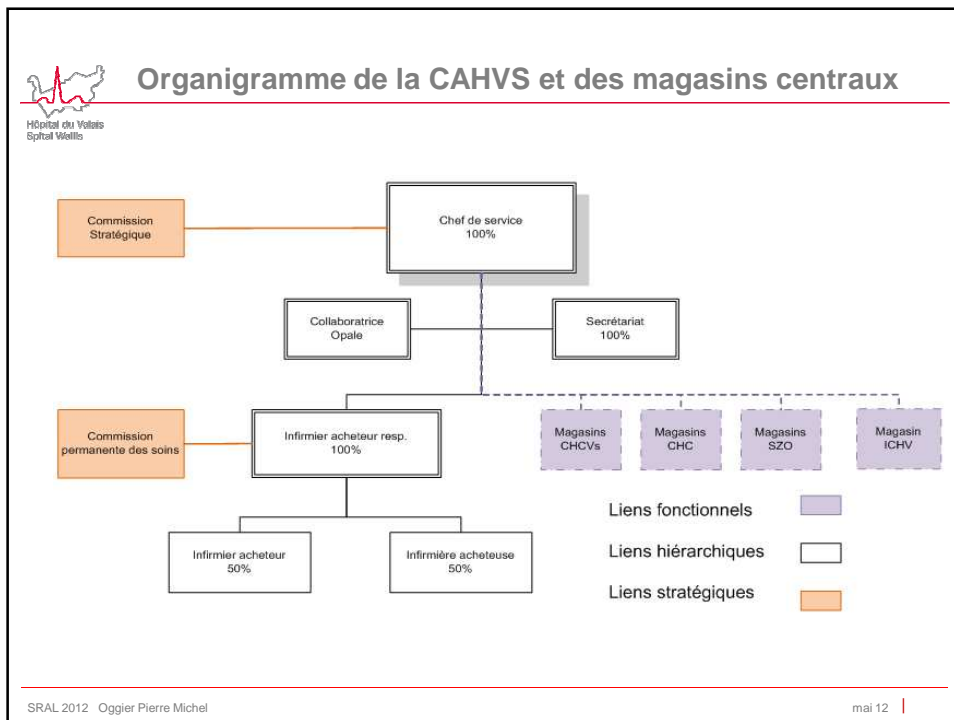 Organigramme de la CAHVS et des magasins centraux
Hôpital du Valais
Spital Wallis
Commission
Stratégique
Chef de service
100%
Collaboratrice
Opale
Secrétariat
100%
Commission
permanente des soins
Infirmier acheteur resp.
100%
Magasins
CHCVs
Magasins
CHC
Magasins
SZO
Magasin
ICHV
Infirmier acheteur
50%
Infirmière acheteuse
50%
Liens fonctionnels
Liens hiérarchiques
Liens stratégiques
SRAL 2012 Oggier Pierre Michel
mai 12